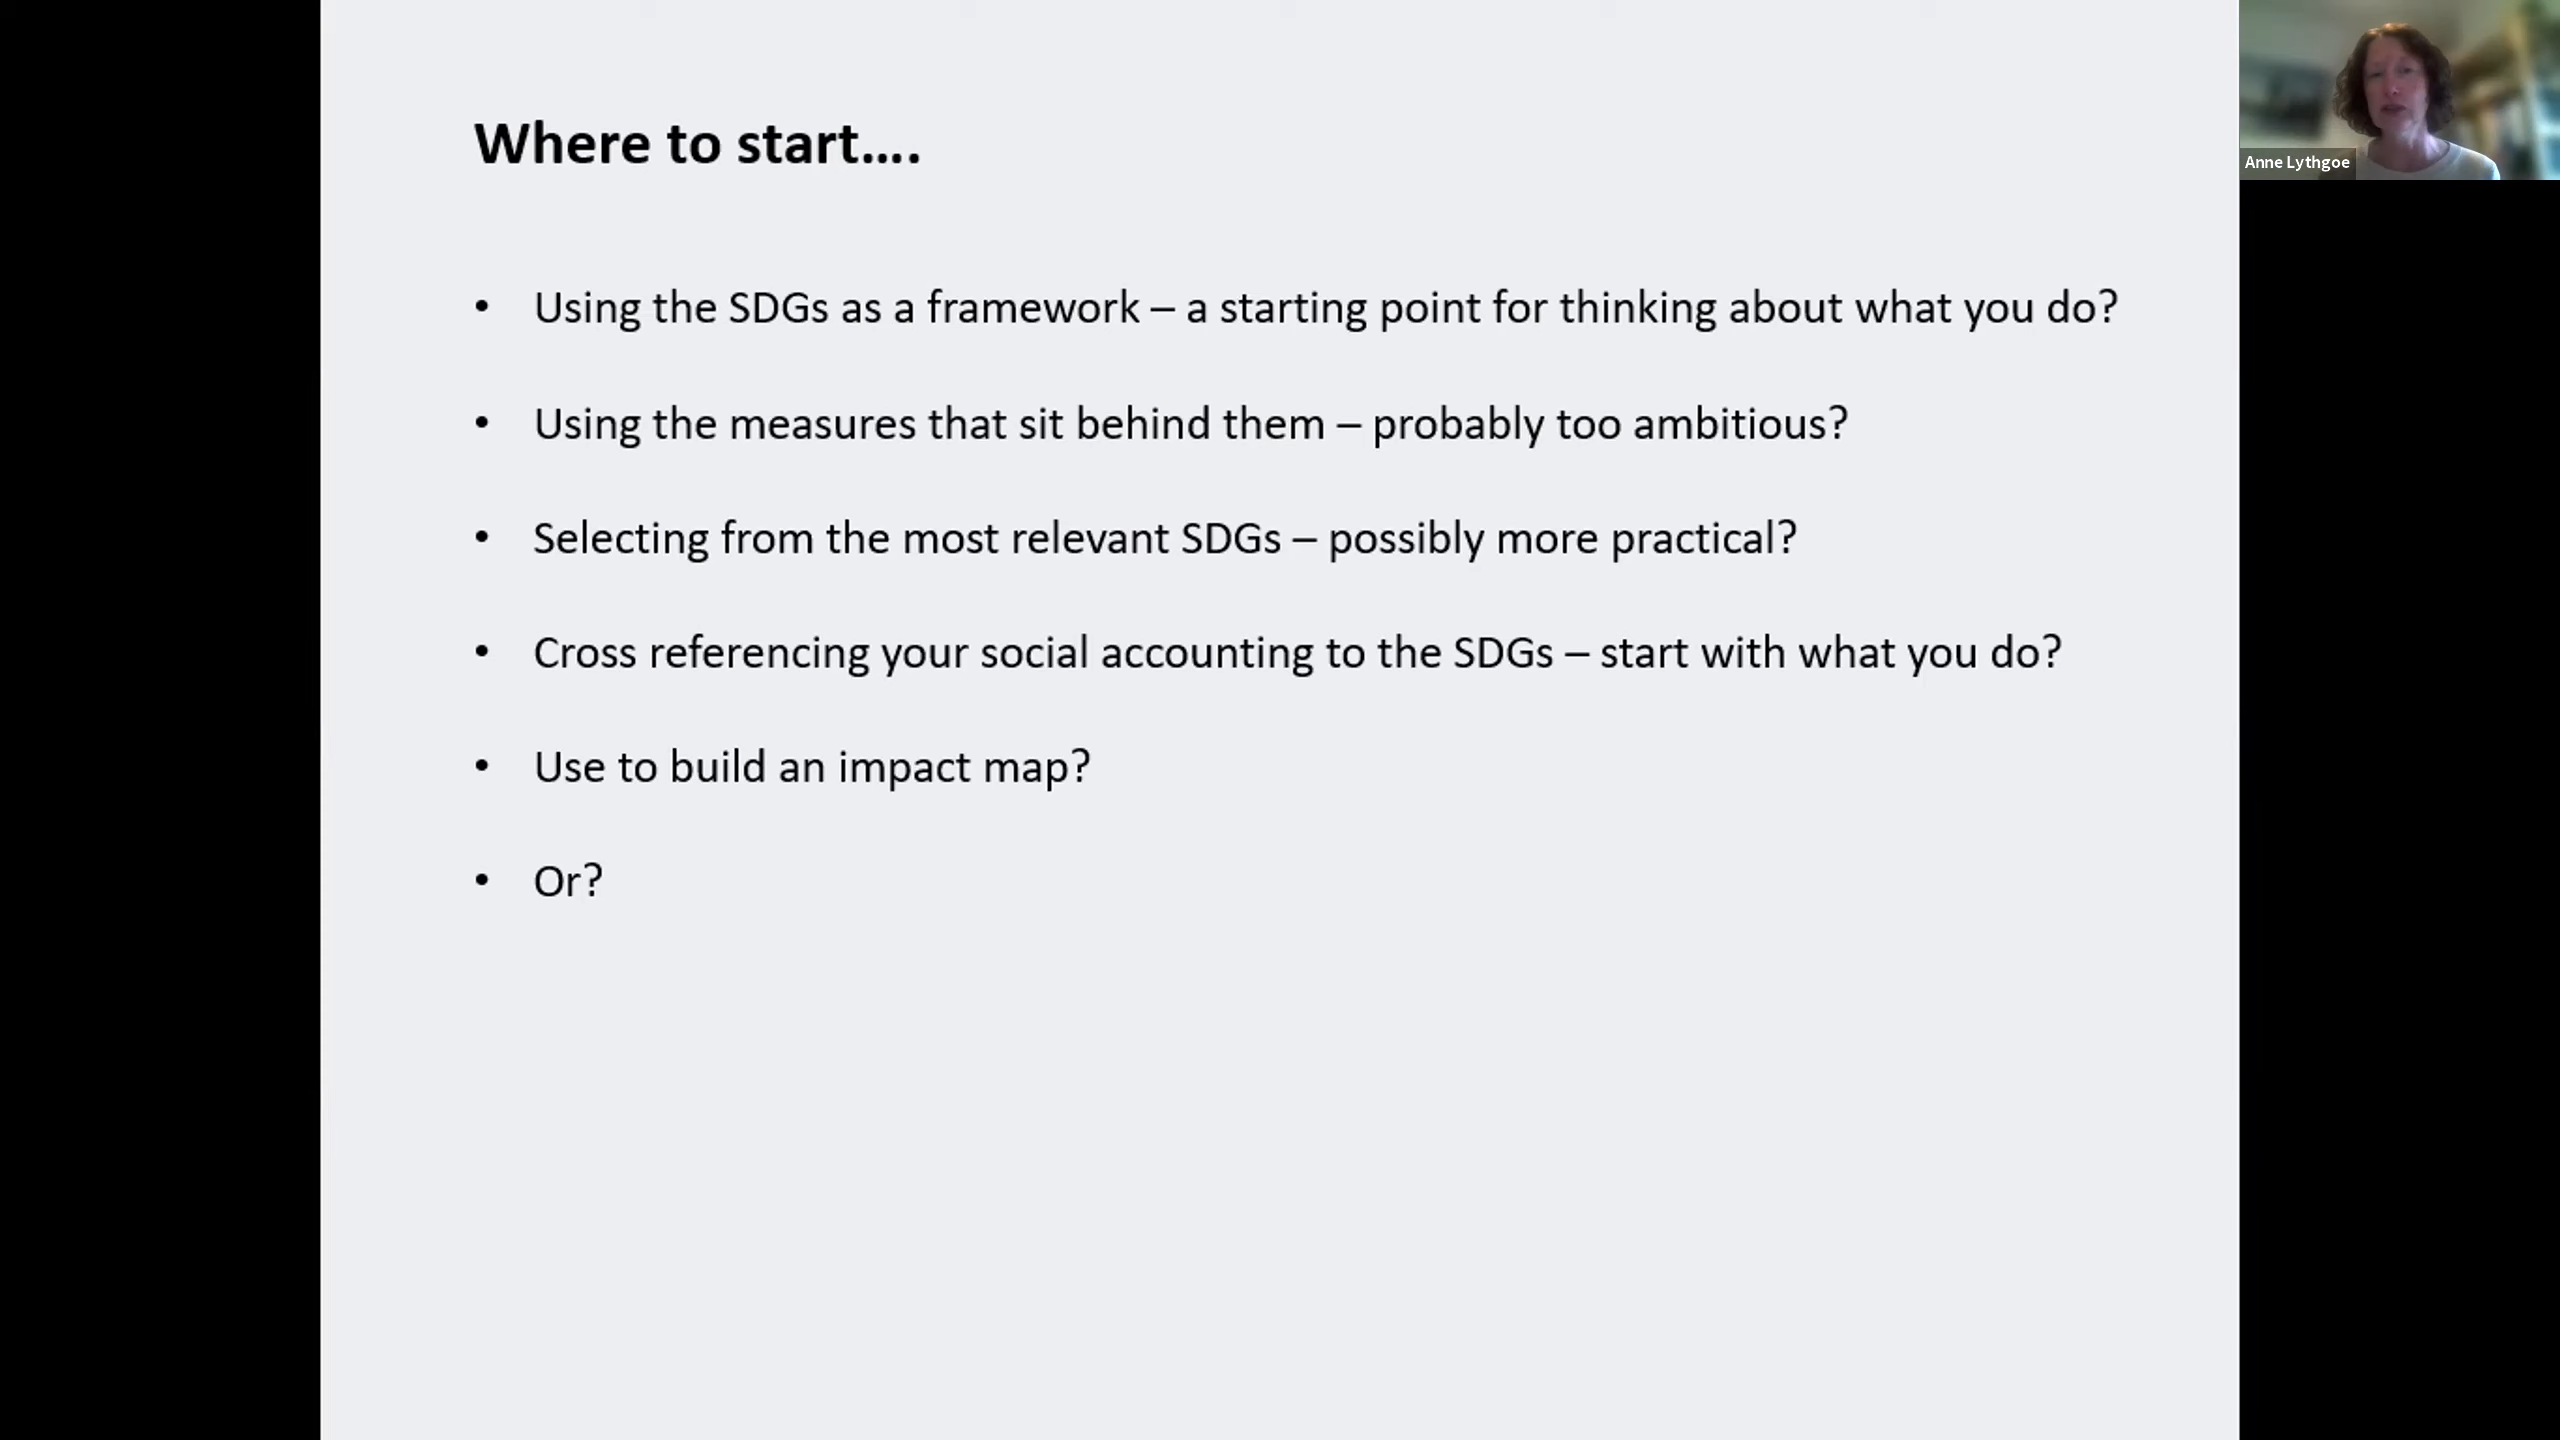 Where to start....
Anne Lythgoe
• Using the SDGs as a framework – a starting point for thinking about what you do?
• Using the measures that sit behind them – probably too ambitious?
• Selecting from the most relevant SDGs – possibly more practical?
• Cross referencing your social accounting to the SDGs – start with what you do?
• Use to build an impact map?
• Or?